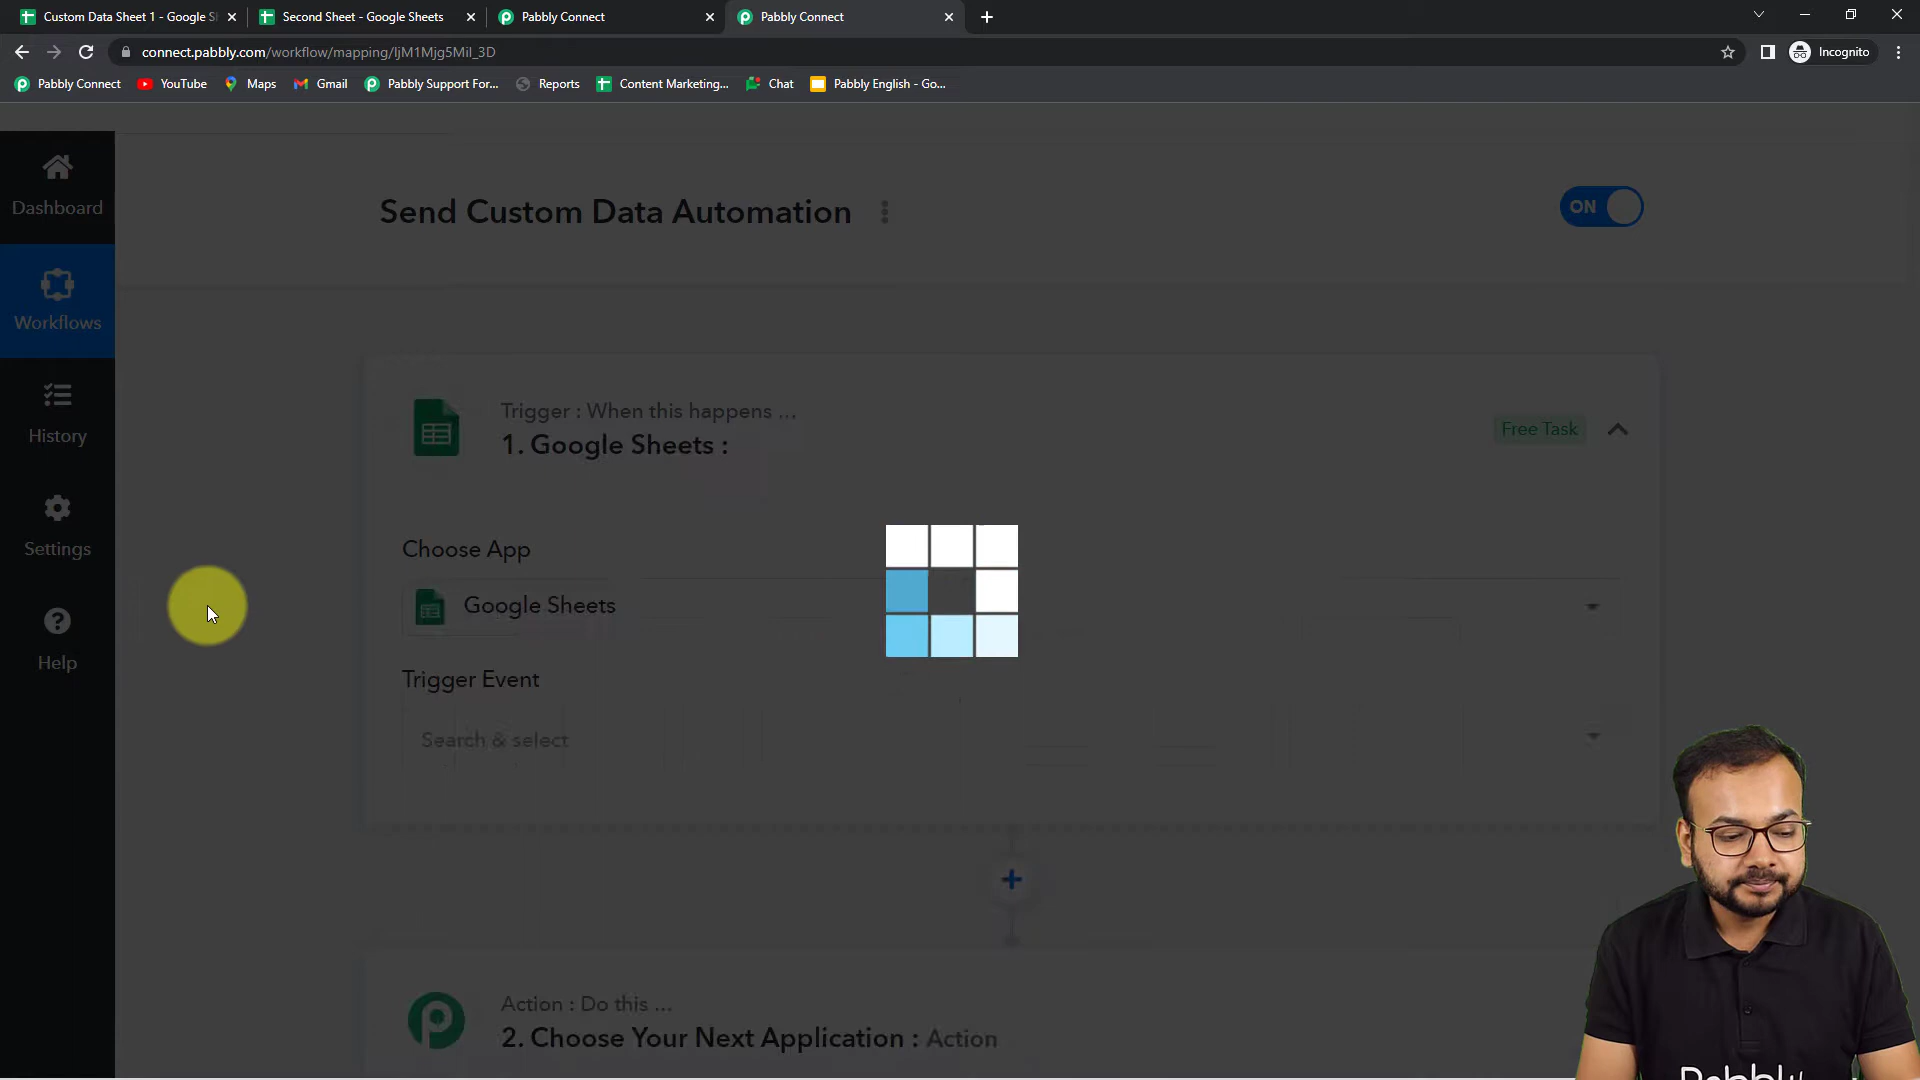 Custom Data Sheet 1 - Google Sh
Second Sheet - Google Sheets
Pabbly Connect
Pabbly Connect
connect.pabbly.com/workflow/mapping/IjM1Mjg5MiI_3D
Incognito
Pabbly Connect
YouTube
Maps
Gmail
Pabbly Support For...
Reports
Content Marketing...
Chat
Pabbly English - Go...
Dashboard
Workflows
History
Settings
Help
Send Custom Data Automation
ON
Trigger : When this happens ...
1. Google Sheets :
Free Task
Choose App
Google Sheets
Trigger Event
Search & select
Action : Do this ...
2. Choose Your Next Application : Action
Pabbly